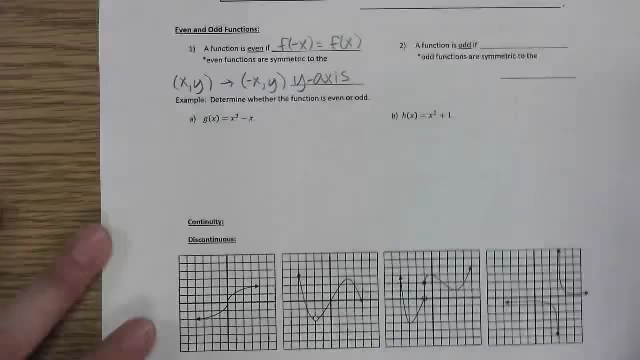 Even and Odd Functions:
1) A function is even if f(-x) = f(x)
*even functions are symmetric to the
(x,y) → (-x,y) y-axis
2) A function is odd if
*odd functions are symmetric to the
Example: Determine whether the function is even or odd.
a) g(x) = x³ − x.
b) h(x) = x² + 1.
Continuity:
Discontinuous: